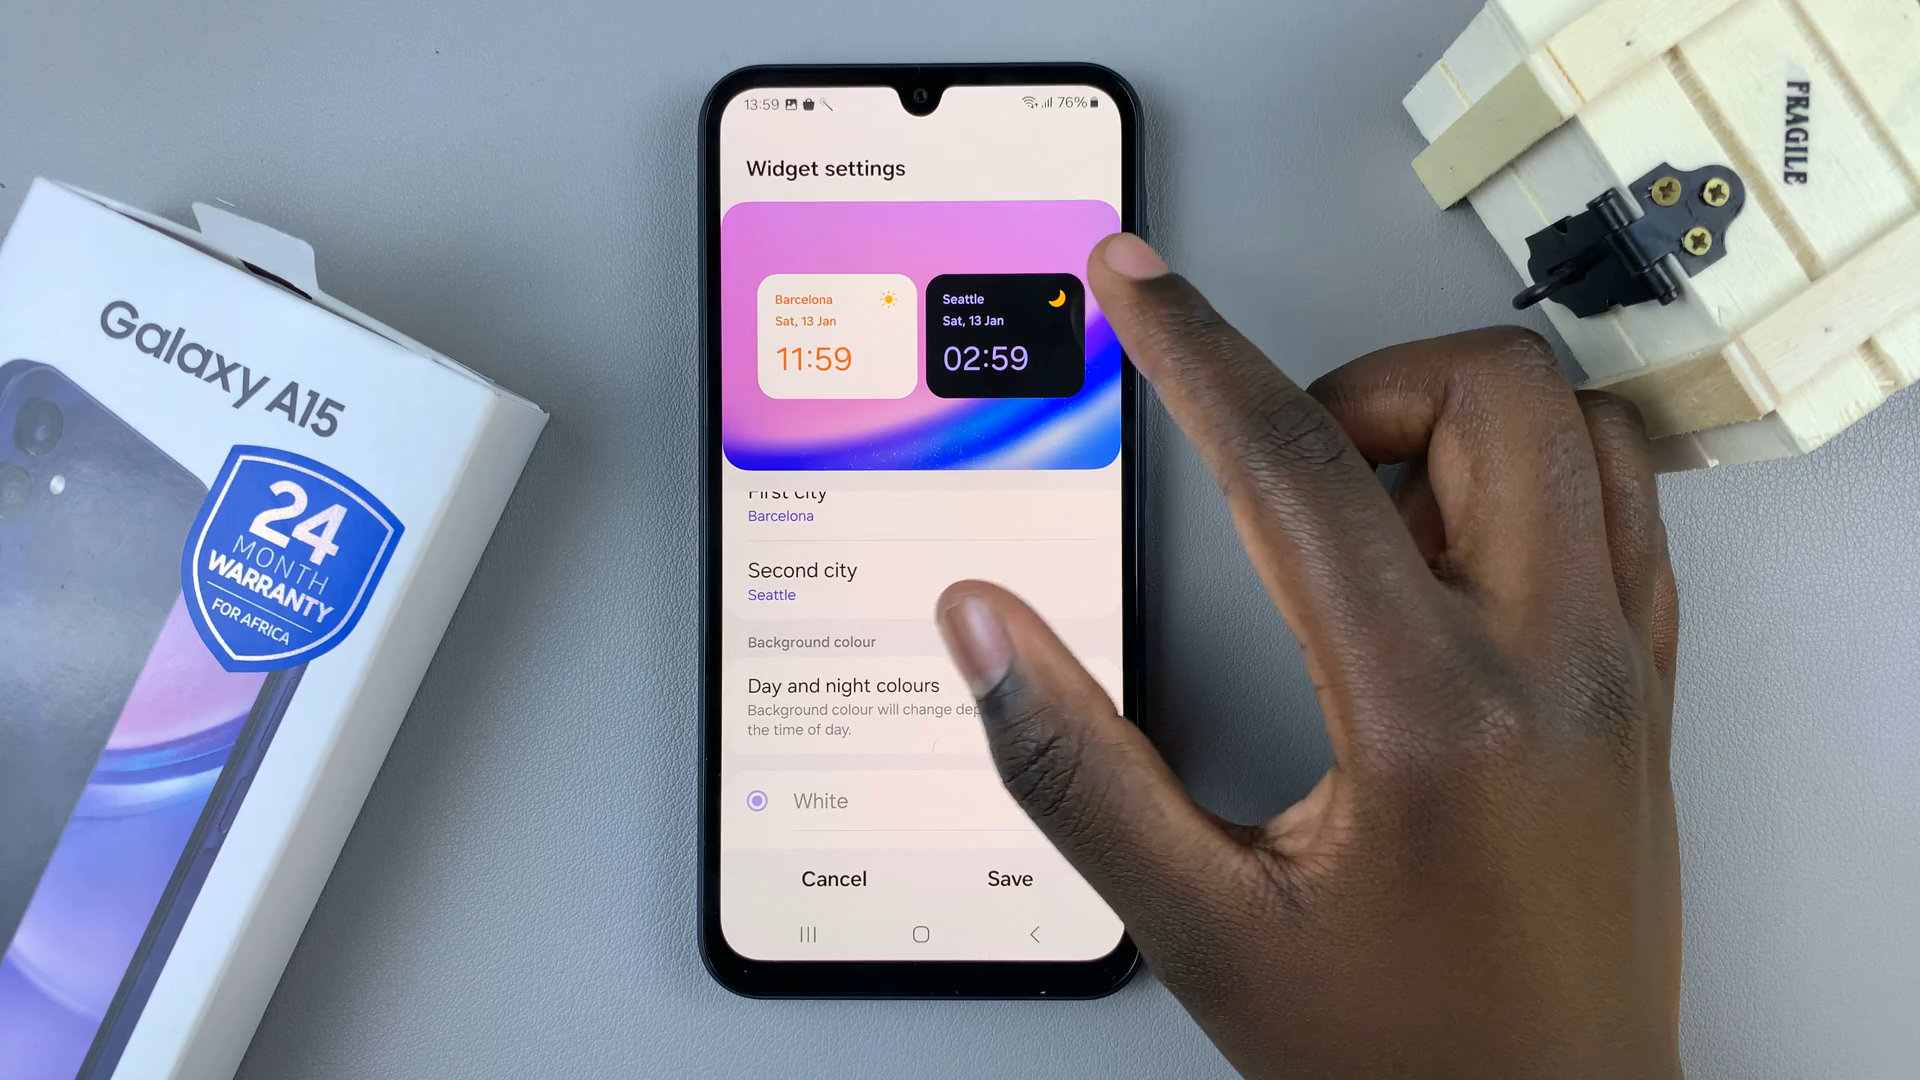 13:59
76%
Widget settings
Barcelona
Sat, 13 Jan
11:59
Seattle
Sat, 13 Jan
02:59
First city
Barcelona
Second city
Seattle
Background colour
Day and night colours
Background colour will change
the time of day.
White
Cancel
Save
Galaxy A15
24
MONTH
WARRANTY
FOR AFRICA
FRAGILE